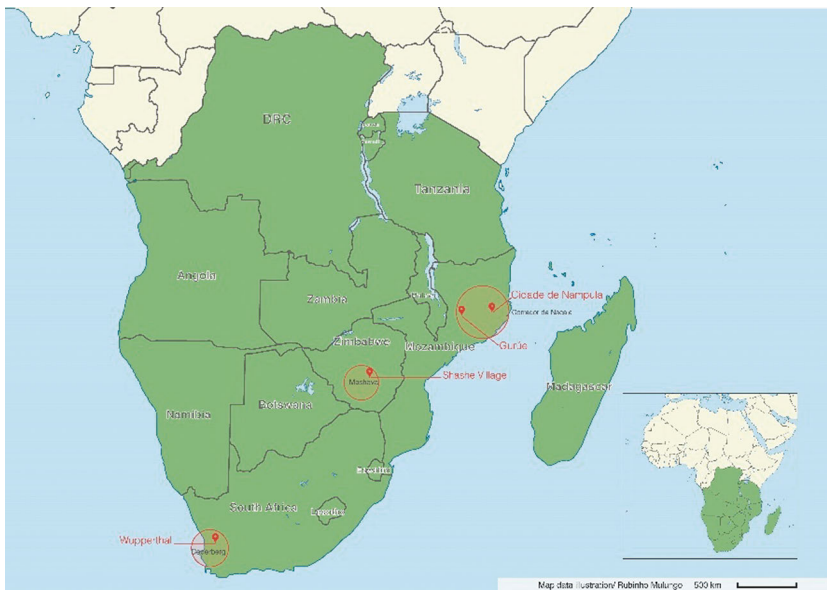 DRC
Tanzania
Angola
Zambia
Cidade de Nampula
Gurúè
Mozambique
Zimbabwe
Shashe Village
Botswana
Namibia
Madagascar
South Africa
Wupperthal
Map data illustration/ Rubinho Mulungo 500 km